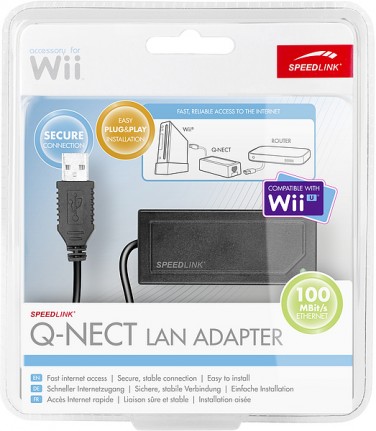 accessory for
Wii
SPEEDLINK®
SECURE
CONNECTION
EASY
PLUG&PLAY
INSTALLATION
FAST, RELIABLE ACCESS TO THE INTERNET
Wii®
Q-NECT
ROUTER
COMPATIBLE WITH
Wii U
SPEEDLINK
100
MBit/s
ETHERNET
SPEEDLINK®
Q-NECT LAN ADAPTER
EN Fast internet access | Secure, stable connection | Easy to install
DE Schneller Internetzugang | Sichere, stabile Verbindung | Einfache Installation
FR Accès Internet rapide | Liaison sûre et stable | Installation aisée